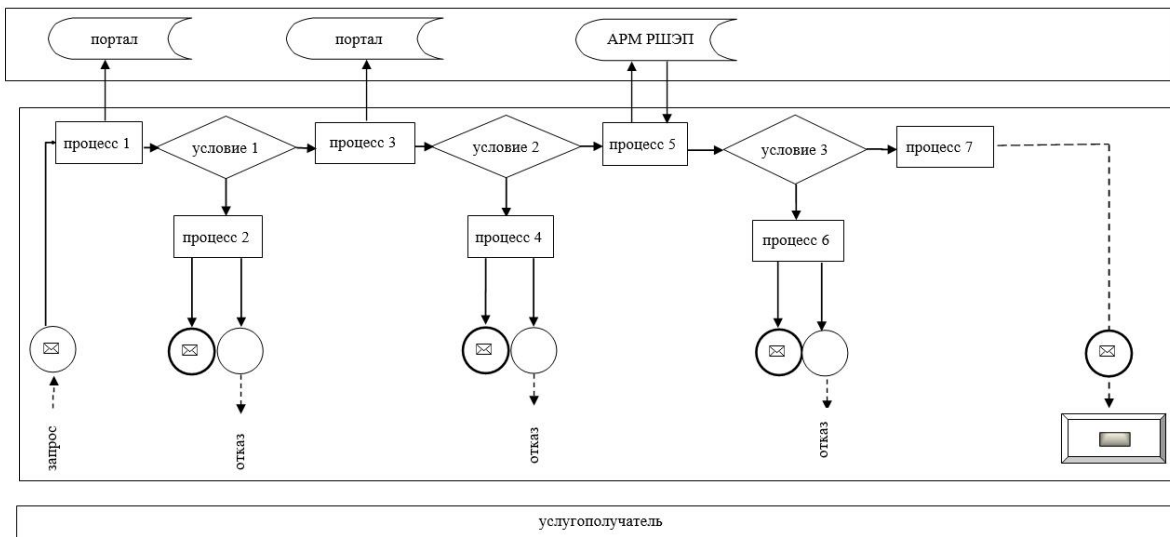 портал
портал
АРМ РШЭП
процесс 1
условие 1
процесс 3
условие 2
процесс 5
условие 3
процесс 7
процесс 2
процесс 4
процесс 6
запрос
отказ
отказ
отказ
услугополучатель